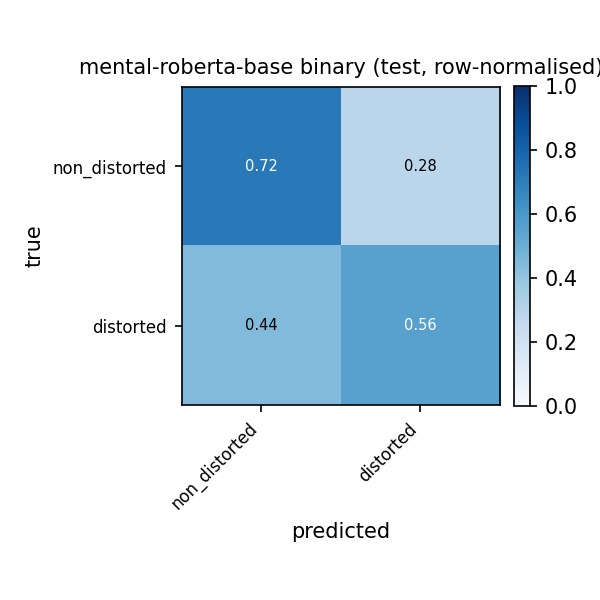 mental-roberta-base binary (test, row-normalised)
true
non_distorted
distorted
0.72
0.28
0.44
0.56
non_distorted
distorted
predicted
1.0
0.8
0.6
0.4
0.2
0.0